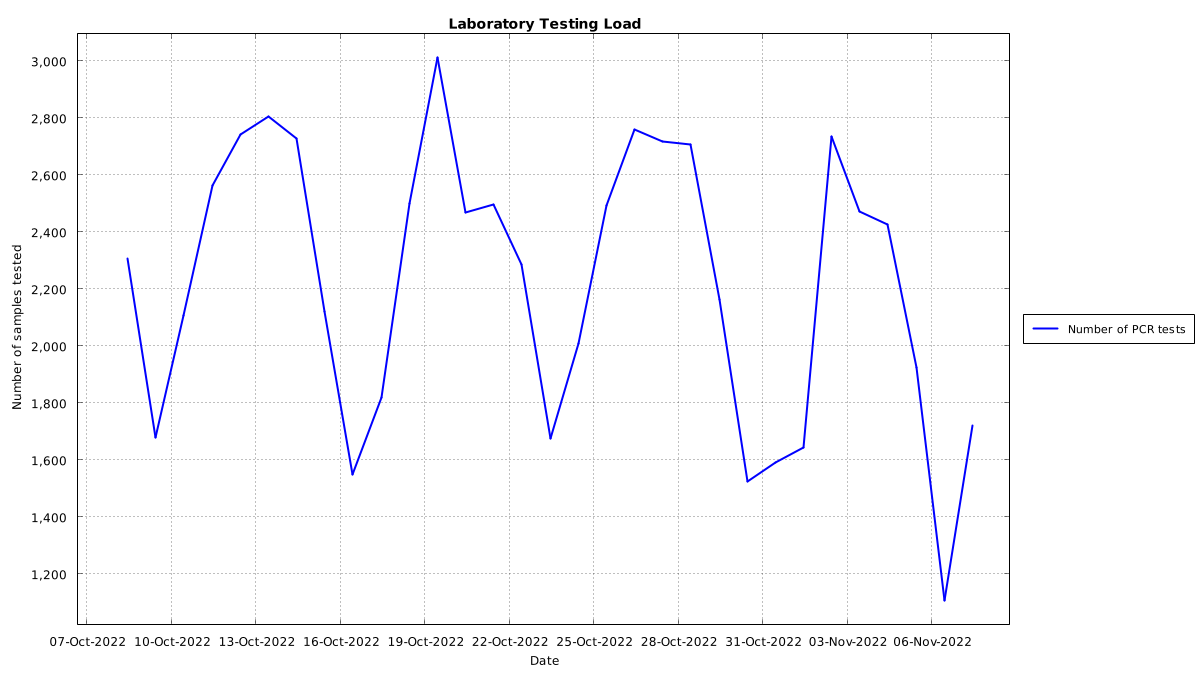 Laboratory Testing Load
3,000
2,800
2,600
2,400
2,200
2,000
1,800
1,600
1,400
1,200
Number of samples tested
07-Oct-2022 10-Oct-2022 13-Oct-2022 16-Oct-2022 19-Oct-2022 22-Oct-2022 25-Oct-2022 28-Oct-2022 31-Oct-2022 03-Nov-2022 06-Nov-2022
Date
Number of PCR tests